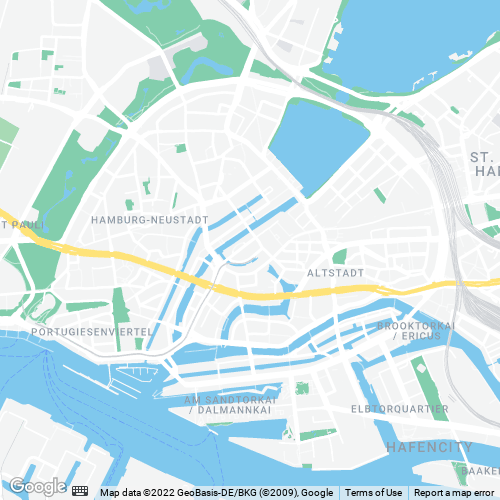 ST.
HAM
HAMBURG-NEUSTADT
T PAULI
ALTSTADT
PORTUGIESENVIERTEL
BROOKTORKAI
/ ERICUS
AM SANDTORKAI
/ DALMANNKAI
ELBTORQUARTIER
HAFENCITY
BAAKEN
Google
Map data ©2022 GeoBasis-DE/BKG (©2009), Google
Terms of Use
Report a map error